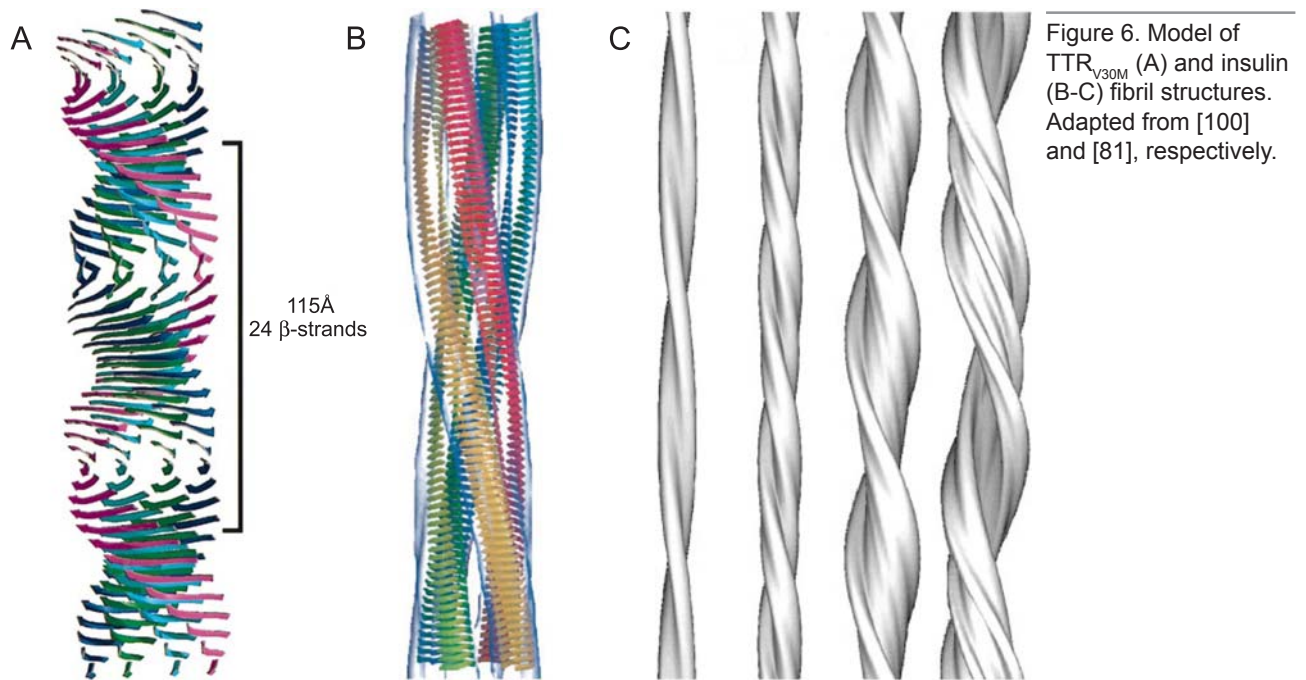 A
B
C
115Å
24 β-strands
Figure 6. Model of
TTRV30M (A) and insulin
(B-C) fibril structures.
Adapted from [100]
and [81], respectively.